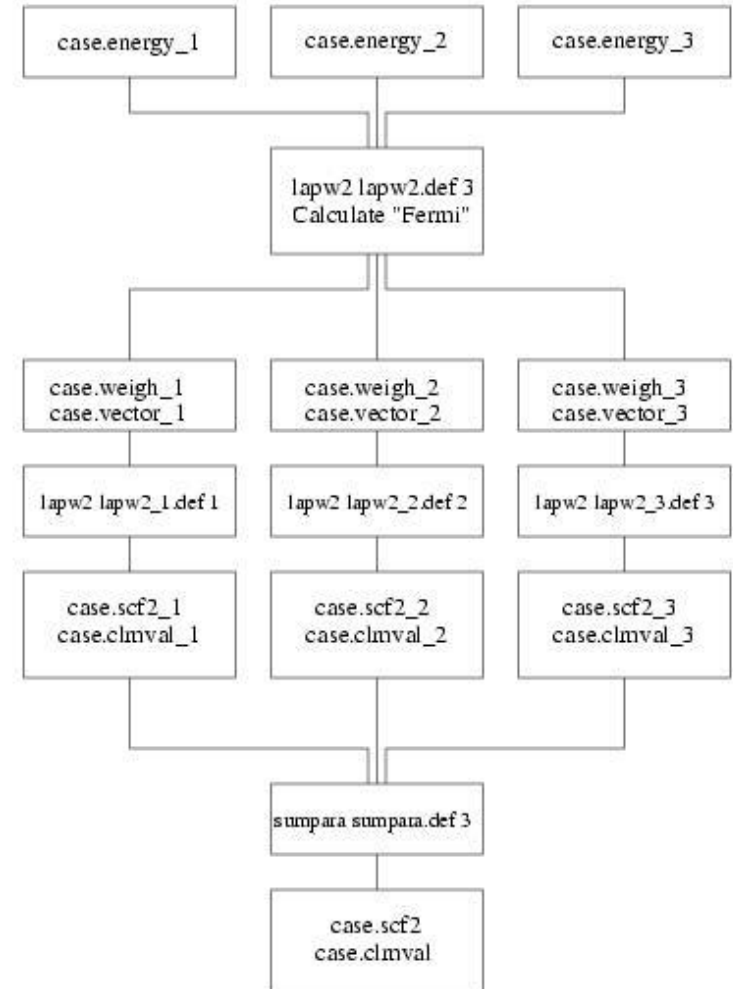 case.energy_1
case.energy_2
case.energy_3
lapw2 lapw2.def 3
Calculate "Fermi"
case.weigh_1
case.vector_1
case.weigh_2
case.vector_2
case.weigh_3
case.vector_3
lapw2 lapw2_1.def 1
lapw2 lapw2_2.def 2
lapw2 lapw2_3.def 3
case.scf2_1
case.clmval_1
case.scf2_2
case.clmval_2
case.scf2_3
case.clmval_3
sumpara sumpara.def 3
case.scf2
case.clmval